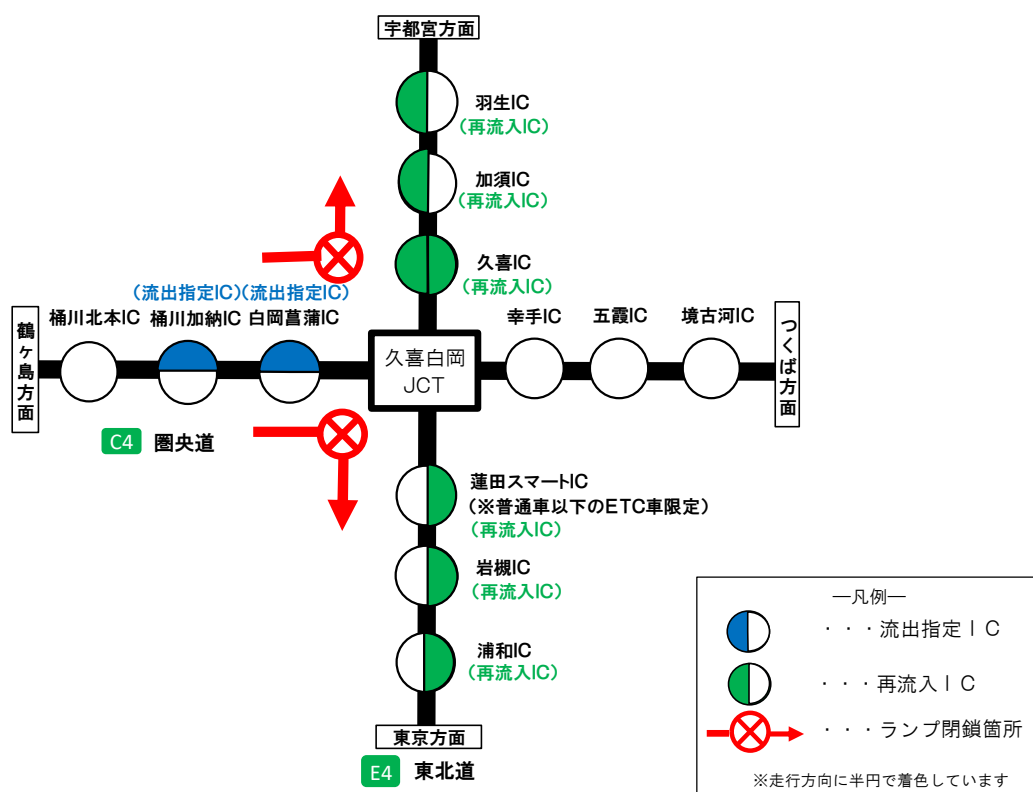 宇都宮方面
羽生IC
(再流入IC)
加須IC
(再流入IC)
久喜IC
(再流入IC)
(流出指定IC)(流出指定IC)
桶川北本IC 桶川加納IC 白岡菖蒲IC
幸手IC 五霞IC 境古河IC
鶴ヶ島方面
久喜白岡
JCT
つくば方面
C4 圏央道
蓮田スマートIC
(※普通車以下のETC車限定)
(再流入IC)
岩槻IC
(再流入IC)
浦和IC
(再流入IC)
東京方面
E4 東北道
―凡例―
・・・流出指定IC
・・・再流入IC
・・・ランプ閉鎖箇所
※走行方向に半円で着色しています